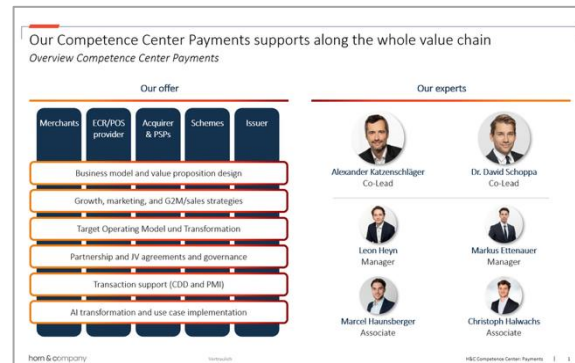 Our Competence Center Payments supports along the whole value chain
Overview Competence Center Payments
Our offer
Merchants
ECR/POS provider
Acquirer & PSPs
Schemes
Issuer
Business model and value proposition design
Growth, marketing, and G2M/sales strategies
Target Operating Model und Transformation
Partnership and JV agreements and governance
Transaction support (CDD and PMI)
AI transformation and use case implementation
Our experts
Alexander Katzenschläger
Co-Lead
Dr. David Schoppa
Co-Lead
Leon Heyn
Manager
Markus Ettenauer
Manager
Marcel Haunsberger
Associate
Christoph Halwachs
Associate
horn & company
H&C Competence Center: Payments